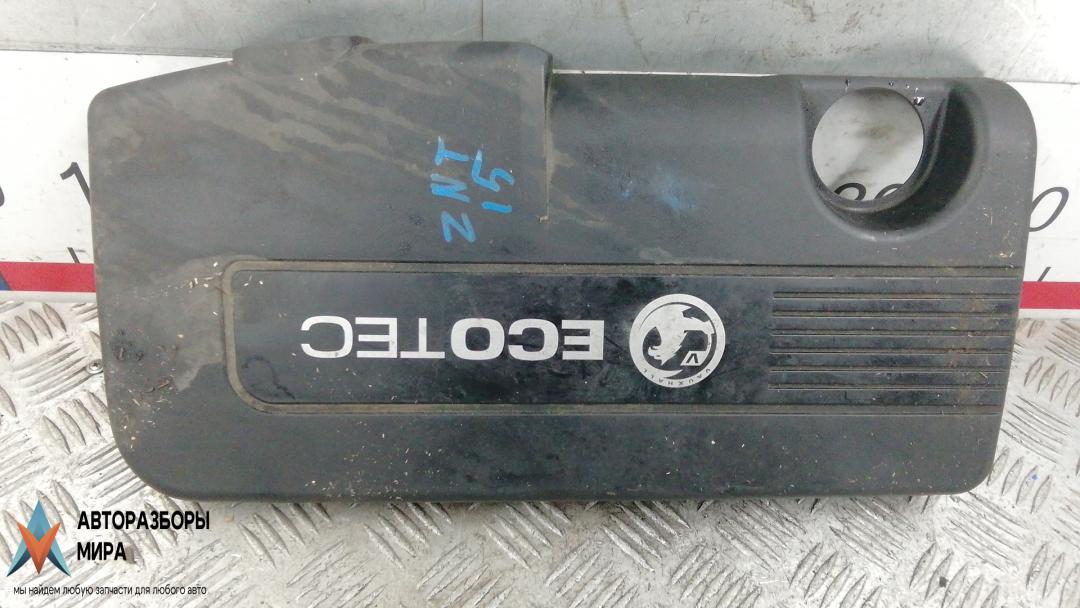 ZNT
15
ECOTEC
VAUXHALL
V
АВТОРАЗБОРЫ
МИРА
мы найдем любую запчасти для любого авто